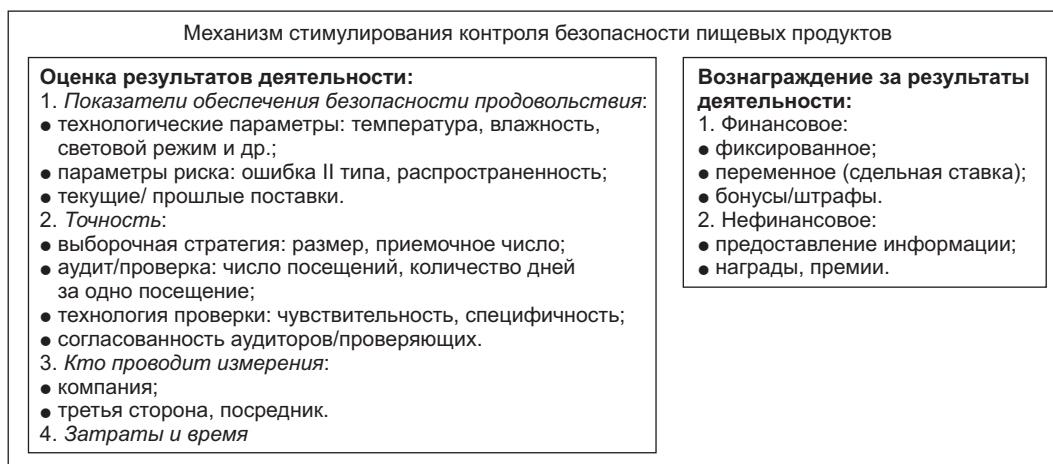 Механизм стимулирования контроля безопасности пищевых продуктов
Оценка результатов деятельности:
1. Показатели обеспечения безопасности продовольствия:
● технологические параметры: температура, влажность,
световой режим и др.;
● параметры риска: ошибка II типа, распространенность;
● текущие/ прошлые поставки.
2. Точность:
● выборочная стратегия: размер, приемочное число;
● аудит/проверка: число посещений, количество дней
за одно посещение;
● технология проверки: чувствительность, специфичность;
● согласованность аудиторов/проверяющих.
3. Кто проводит измерения:
● компания;
● третья сторона, посредник.
4. Затраты и время
Вознаграждение за результаты
деятельности:
1. Финансовое:
● фиксированное;
● переменное (сдельная ставка);
● бонусы/штрафы.
2. Нефинансовое:
● предоставление информации;
● награды, премии.